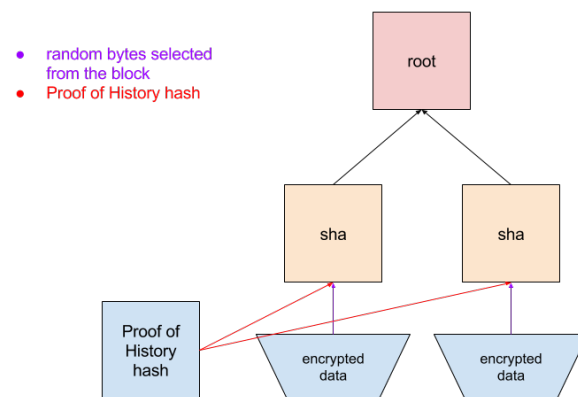 random bytes selected
from the block
Proof of History hash
root
sha
sha
Proof of
History
hash
encrypted
data
encrypted
data